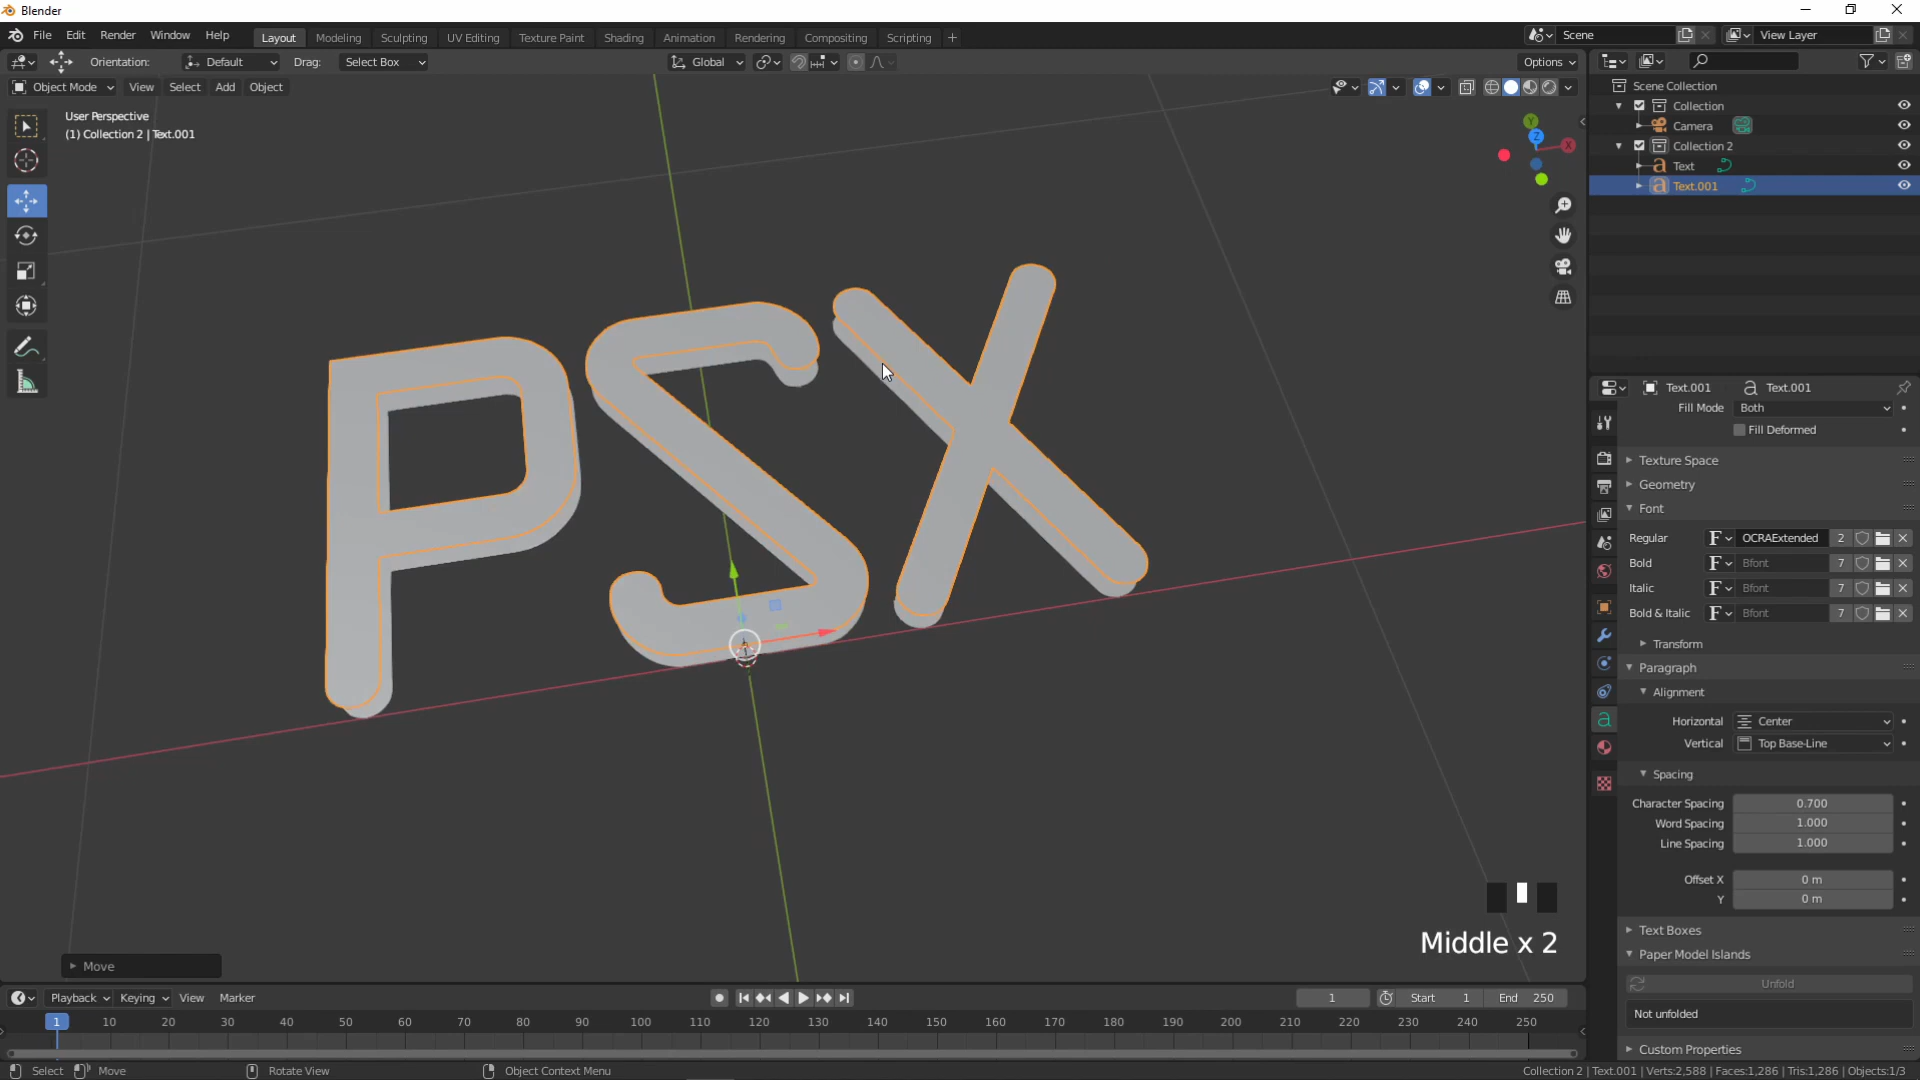 Blender
File Edit Render Window Help Layout Modeling Sculpting UV Editing Texture Paint Shading Animation Rendering Compositing Scripting + Scene View Layer
Orientation: Default Drag: Select Box Global Options
Object Mode View Select Add Object
User Perspective
(1) Collection 2 | Text.001
Scene Collection
Collection
Camera
Collection 2
Text
Text.001
Y
Z
X
PSX
Text.001 Text.001
Fill Mode Both
Fill Deformed
Texture Space
Geometry
Font
Regular F OCRAExtended 2
Bold F Bfont 7
Italic F Bfont 7
Bold & Italic F Bfont 7
Transform
Paragraph
Alignment
Horizontal Center
Vertical Top Base-Line
Spacing
Character Spacing 0.700
Word Spacing 1.000
Line Spacing 1.000
Offset X 0 m
Y 0 m
Text Boxes
Paper Model Islands
Unfold
Not unfolded
Custom Properties
Middle x 2
Move
Playback Keying View Marker 1 Start 1 End 250
1 10 20 30 40 50 60 70 80 90 100 110 120 130 140 150 160 170 180 190 200 210 220 230 240 250
Select Move Rotate View Object Context Menu Collection 2 | Text.001 | Verts:2,588 | Faces:1,286 | Tris:1,286 | Objects:1/3